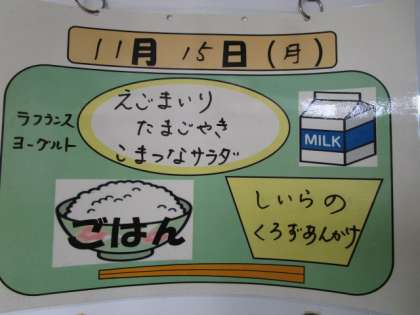 11月15日(月)
ラフランス
ヨーグルト
えごまいり
たまごやき
こまつなサラダ
MILK
ごはん
しいらの
くろずあんかけ